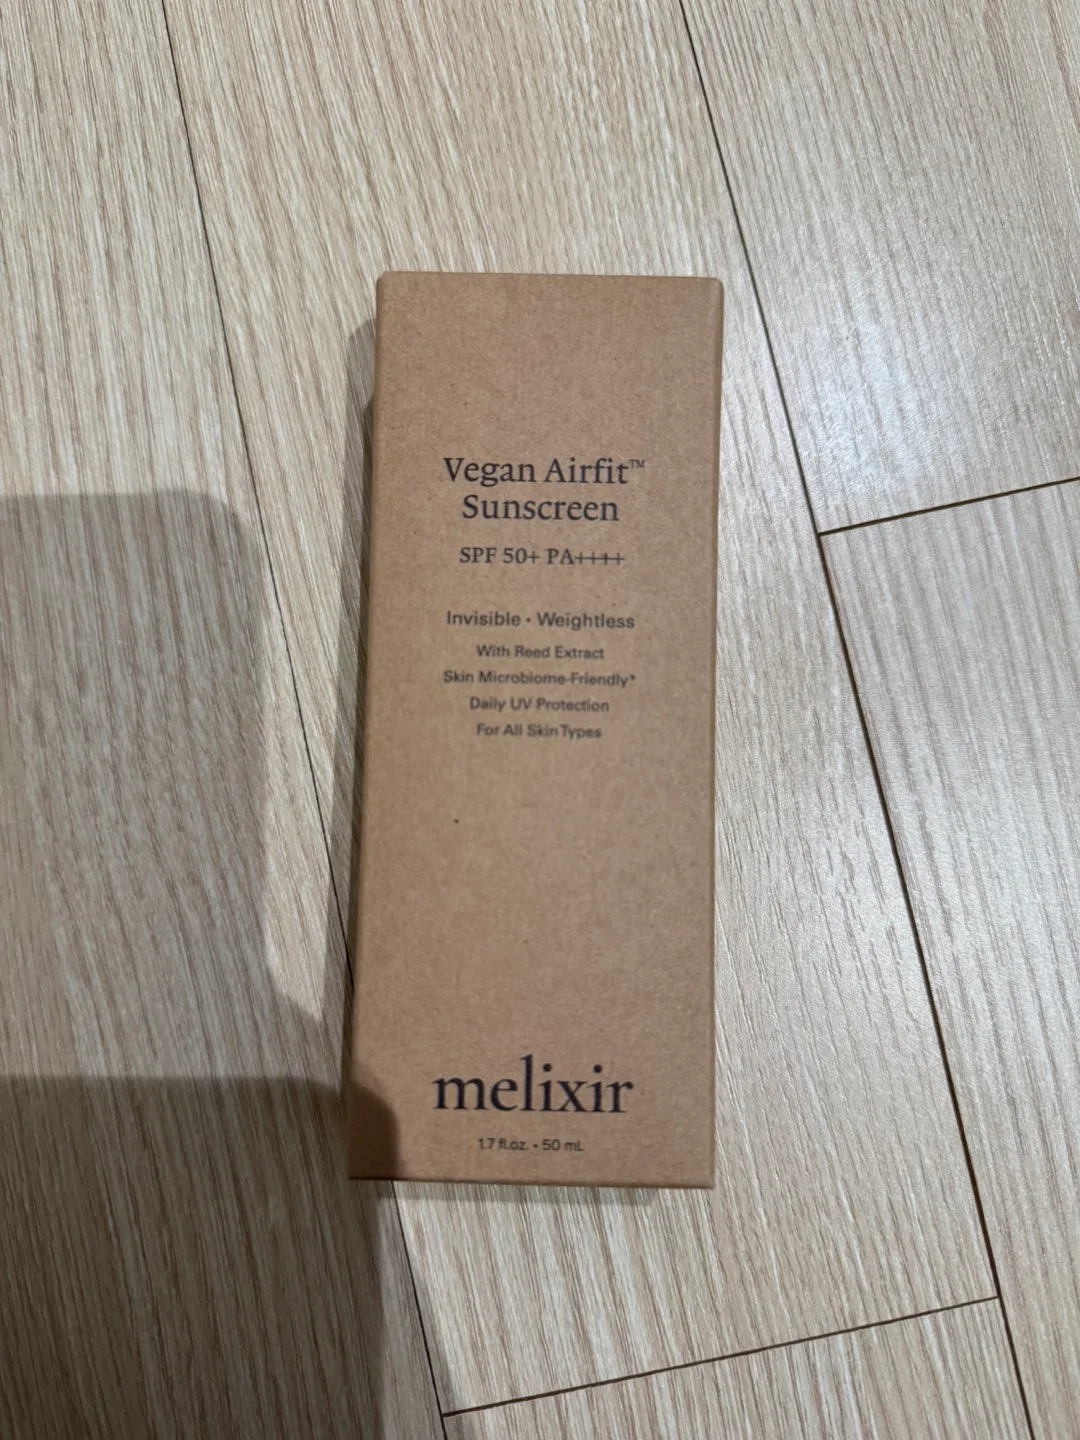 Vegan Airfit™
Sunscreen
SPF 50+ PA++++
Invisible • Weightless
With Reed Extract
Skin Microbiome-Friendly*
Daily UV Protection
For All Skin Types
melixir
1.7 fl.oz. • 50 mL